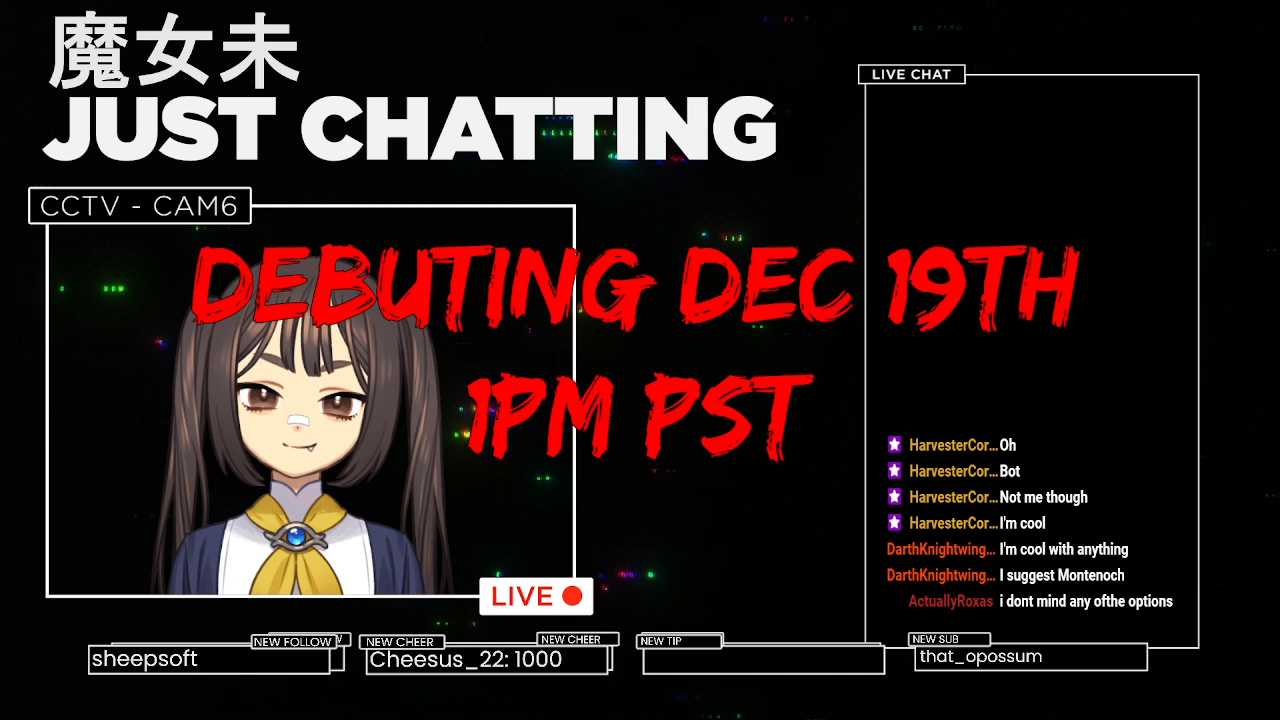 魔女未
JUST CHATTING
LIVE CHAT
CCTV - CAM6
DEBUTING DEC 19TH
1PM PST
HarvesterCor... Oh
HarvesterCor... Bot
HarvesterCor... Not me though
HarvesterCor... I'm cool
DarthKnightwing... I'm cool with anything
DarthKnightwing... I suggest Montenoch
ActuallyRoxas i dont mind any ofthe options
LIVE
NEW FOLLOW
sheepsoft
NEW CHEER
NEW CHEER
Cheesus_22: 1000
NEW TIP
NEW SUB
that_opossum